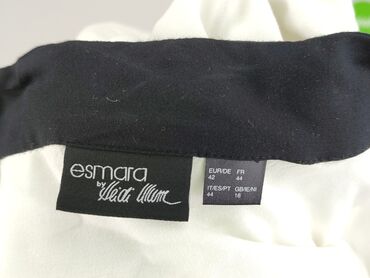 esmara
by Heidi Klum
EUR/DE FR
42 44
IT/ES/PT GB/IE/NI
44 16